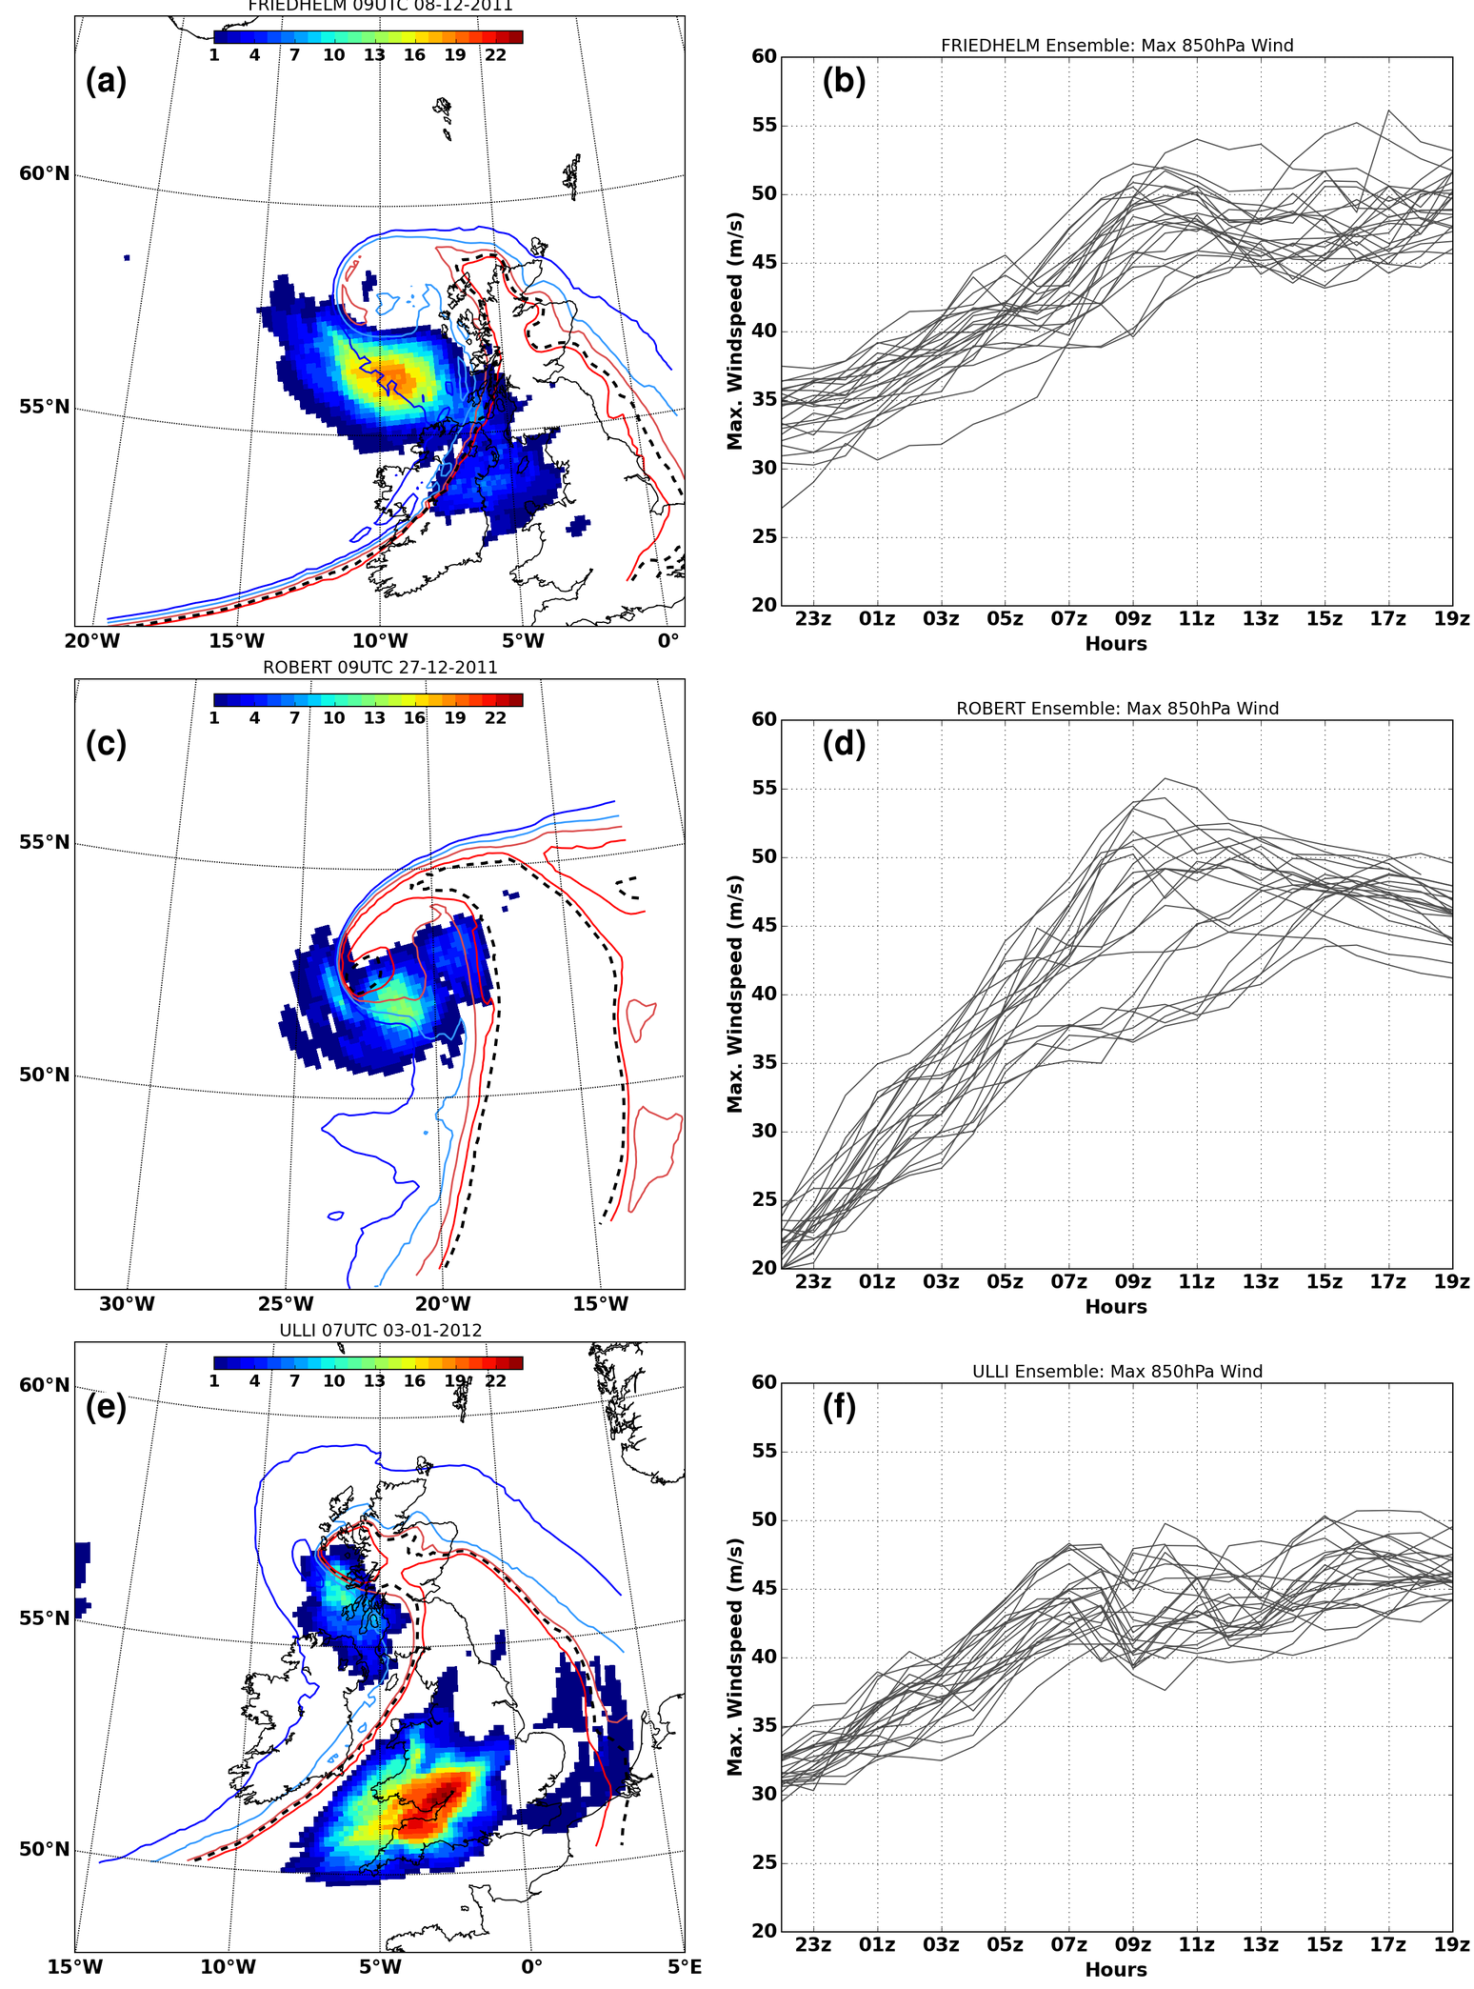 FRIEDHELM 09UTC 08-12-2011
1 4 7 10 13 16 19 22
(a)
60°N
55°N
20°W 15°W 10°W 5°W 0°
FRIEDHELM Ensemble: Max 850hPa Wind
(b)
60
55
50
45
40
35
30
25
20
Max. Windspeed (m/s)
23z 01z 03z 05z 07z 09z 11z 13z 15z 17z 19z
Hours
ROBERT 09UTC 27-12-2011
1 4 7 10 13 16 19 22
(c)
55°N
50°N
30°W 25°W 20°W 15°W
ROBERT Ensemble: Max 850hPa Wind
(d)
60
55
50
45
40
35
30
25
20
Max. Windspeed (m/s)
23z 01z 03z 05z 07z 09z 11z 13z 15z 17z 19z
Hours
ULLI 07UTC 03-01-2012
1 4 7 10 13 16 19 22
(e)
60°N
55°N
50°N
15°W 10°W 5°W 0° 5°E
ULLI Ensemble: Max 850hPa Wind
(f)
60
55
50
45
40
35
30
25
20
Max. Windspeed (m/s)
23z 01z 03z 05z 07z 09z 11z 13z 15z 17z 19z
Hours